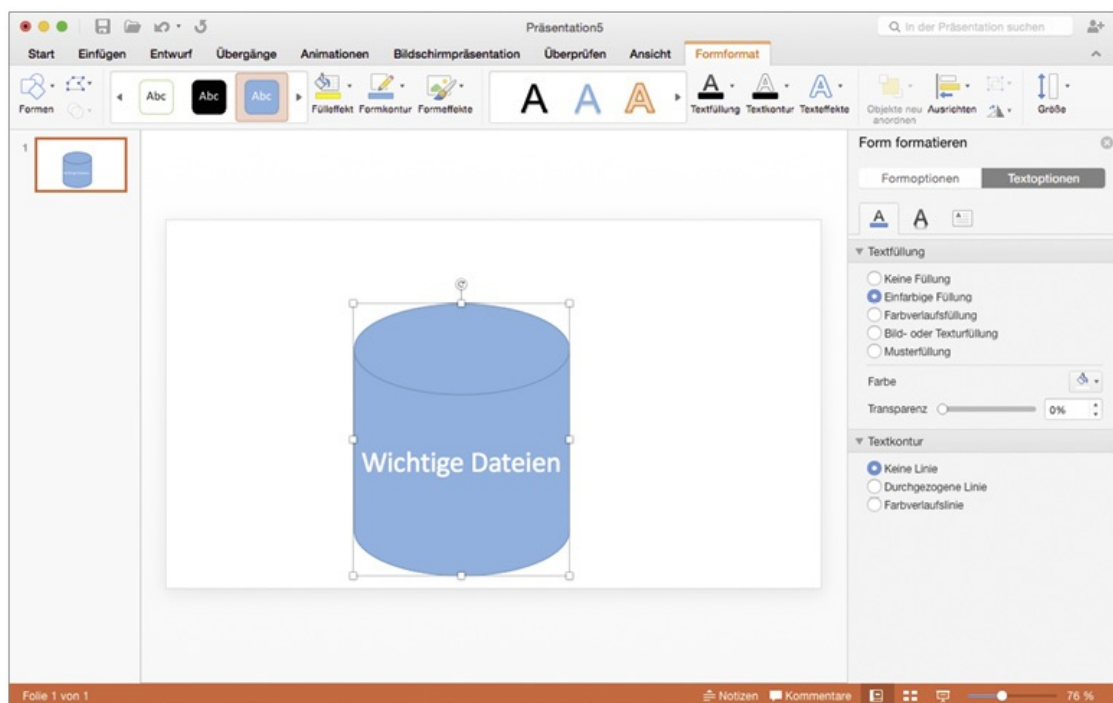 Präsentation5
In der Präsentation suchen
Start Einfügen Entwurf Übergänge Animationen Bildschirmpräsentation Überprüfen Ansicht Formformat
Abc Abc Abc
A A A
A A A
Formen Fülleffekt Formkontur Formeffekte Textfüllung Textkontur Texteffekte Objekte neu anordnen Ausrichten Größe
1
Form formatieren
Formoptionen Textoptionen
A A A
Textfüllung
Keine Füllung
Einfarbige Füllung
Farbverlaufsfüllung
Bild- oder Texturfüllung
Musterfüllung
Farbe
Transparenz 0%
Textkontur
Keine Linie
Durchgezogene Linie
Farbverlaufslinie
Wichtige Dateien
Folie 1 von 1 Notizen Kommentare 76 %